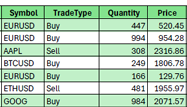 Symbol TradeType Quantity Price
EURUSD Buy 447 520.45
EURUSD Buy 994 954.28
AAPL Sell 308 2316.86
BTCUSD Buy 249 1806.78
EURUSD Buy 166 129.76
ETHUSD Sell 481 1955.97
GOOG Buy 984 2071.57